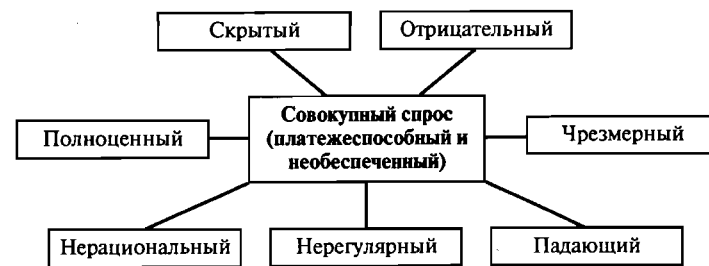 Скрытый
Отрицательный
Совокупный спрос
(платежеспособный и
необеспеченный)
Полноценный
Чрезмерный
Нерациональный
Нерегулярный
Падающий